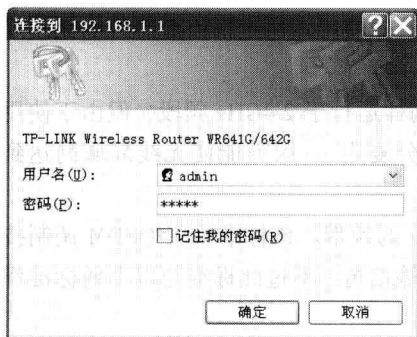 连接到 192.168.1.1
TP-LINK Wireless Router WR641G/642G
用户名(U): admin
密码(P): *****
记住我的密码(R)
确定 取消